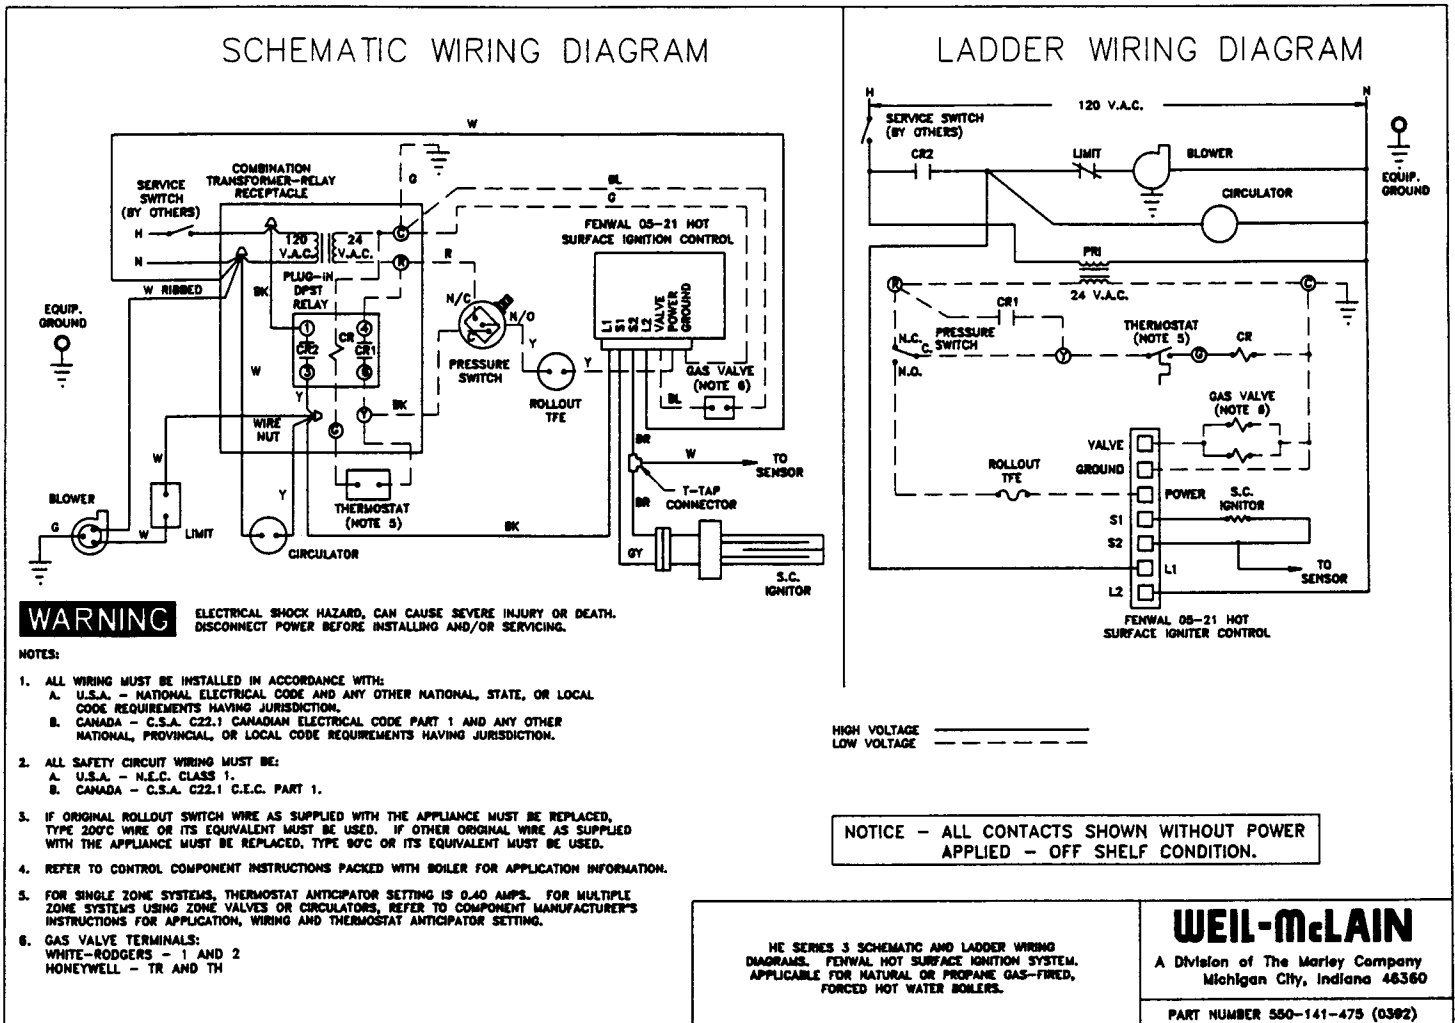 SCHEMATIC WIRING DIAGRAM
W
COMBINATION
TRANSFORMER-RELAY
RECEPTACLE
SERVICE
SWITCH
(BY OTHERS)
H
N
W RIBBED
G
BL
G
FENWAL 05-21 HOT
SURFACE IGNITION CONTROL
120
V.A.C.
24
V.A.C.
C
R
R
PLUG-IN
DPST
RELAY
BK
EQUIP.
GROUND
1
4
CR
CR2
CR1
3
6
N/C
N/O
C
PRESSURE
SWITCH
Y
Y
ROLLOUT
TFE
L1
S1
S2
L2
VALVE
POWER
GROUND
GAS VALVE
(NOTE 6)
BL
W
Y
WIRE
NUT
Y
BK
G
BR
W
TO
SENSOR
T-TAP
CONNECTOR
BR
W
BLOWER
G
W
LIMIT
Y
CIRCULATOR
THERMOSTAT
(NOTE 5)
BK
GY
S.C.
IGNITOR
WARNING
ELECTRICAL SHOCK HAZARD, CAN CAUSE SEVERE INJURY OR DEATH.
DISCONNECT POWER BEFORE INSTALLING AND/OR SERVICING.
NOTES:
1. ALL WIRING MUST BE INSTALLED IN ACCORDANCE WITH:
A. U.S.A. - NATIONAL ELECTRICAL CODE AND ANY OTHER NATIONAL, STATE, OR LOCAL
CODE REQUIREMENTS HAVING JURISDICTION.
B. CANADA - C.S.A. C22.1 CANADIAN ELECTRICAL CODE PART 1 AND ANY OTHER
NATIONAL, PROVINCIAL, OR LOCAL CODE REQUIREMENTS HAVING JURISDICTION.
2. ALL SAFETY CIRCUIT WIRING MUST BE:
A. U.S.A. - N.E.C. CLASS 1.
B. CANADA - C.S.A. C22.1 C.E.C. PART 1.
3. IF ORIGINAL ROLLOUT SWITCH WIRE AS SUPPLIED WITH THE APPLIANCE MUST BE REPLACED,
TYPE 200°C WIRE OR ITS EQUIVALENT MUST BE USED. IF OTHER ORIGINAL WIRE AS SUPPLIED
WITH THE APPLIANCE MUST BE REPLACED, TYPE 90°C OR ITS EQUIVALENT MUST BE USED.
4. REFER TO CONTROL COMPONENT INSTRUCTIONS PACKED WITH BOILER FOR APPLICATION INFORMATION.
5. FOR SINGLE ZONE SYSTEMS, THERMOSTAT ANTICIPATOR SETTING IS 0.40 AMPS. FOR MULTIPLE
ZONE SYSTEMS USING ZONE VALVES OR CIRCULATORS, REFER TO COMPONENT MANUFACTURER'S
INSTRUCTIONS FOR APPLICATION, WIRING AND THERMOSTAT ANTICIPATOR SETTING.
6. GAS VALVE TERMINALS:
WHITE-RODGERS - 1 AND 2
HONEYWELL - TR AND TH
LADDER WIRING DIAGRAM
H
N
120 V.A.C.
SERVICE SWITCH
(BY OTHERS)
CR2
LIMIT
BLOWER
EQUIP.
GROUND
CIRCULATOR
PRI
24 V.A.C.
R
C
CR1
N.C.
C.
N.O.
PRESSURE
SWITCH
Y
THERMOSTAT
(NOTE 5)
G
CR
GAS VALVE
(NOTE 6)
VALVE
GROUND
ROLLOUT
TFE
POWER
S.C.
IGNITOR
S1
S2
TO
SENSOR
L1
L2
FENWAL 05-21 HOT
SURFACE IGNITER CONTROL
HIGH VOLTAGE
LOW VOLTAGE
NOTICE - ALL CONTACTS SHOWN WITHOUT POWER
APPLIED - OFF SHELF CONDITION.
HE SERIES 3 SCHEMATIC AND LADDER WIRING
DIAGRAMS. FENWAL HOT SURFACE IGNITION SYSTEM.
APPLICABLE FOR NATURAL OR PROPANE GAS-FIRED,
FORCED HOT WATER BOILERS.
WEIL-McLAIN
A Division of The Marley Company
Michigan City, Indiana 46360
PART NUMBER 550-141-475 (0392)